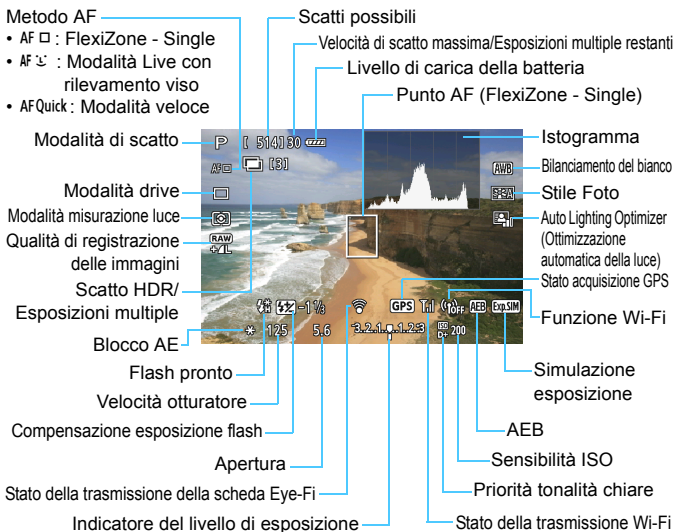 Metodo AF
• AF □ : FlexiZone - Single
• AF : Modalità Live con
rilevamento viso
• AF Quick : Modalità veloce
Scatti possibili
Velocità di scatto massima/Esposizioni multiple restanti
Livello di carica della batteria
Punto AF (FlexiZone - Single)
Modalità di scatto
Modalità drive
Modalità misurazione luce
Qualità di registrazione
delle immagini
Scatto HDR/
Esposizioni multiple
Blocco AE
Flash pronto
Velocità otturatore
Compensazione esposizione flash
Apertura
Stato della trasmissione della scheda Eye-Fi
Indicatore del livello di esposizione
P [ 514] 30
AF □ [3]
RAW
+L
-1 1/3
GPS
OFF
AEB
Exp.SIM
125 5.6 -3..2..1..0..1..2..:3 ISO D+ 200
AWB
Istogramma
Bilanciamento del bianco
Stile Foto
Auto Lighting Optimizer
(Ottimizzazione
automatica della luce)
Stato acquisizione GPS
Funzione Wi-Fi
Simulazione
esposizione
AEB
Sensibilità ISO
Priorità tonalità chiare
Stato della trasmissione Wi-Fi